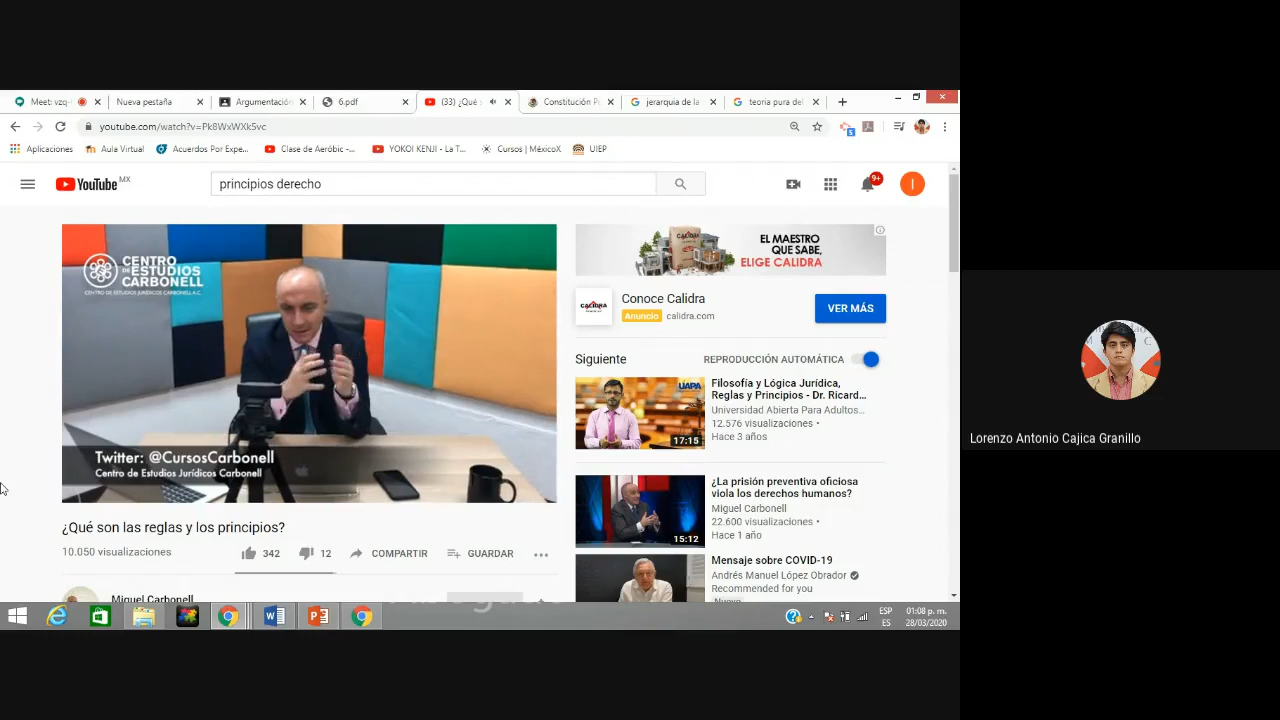 Meet: vzq-
Nueva pestaña
Argumentación
6.pdf
(33) ¿Qué
Constitución P
jerarquia de la
teoria pura del
youtube.com/watch?v=Pk8WxWXk5vc
Aplicaciones
Aula Virtual
Acuerdos Por Expe...
Clase de Aeróbic -...
YOKOI KENJI - La T...
Cursos | MéxicoX
UIEP
YouTube MX
principios derecho
9+
I
CENTRO
DE ESTUDIOS
CARBONELL
CENTRO DE ESTUDIOS JURÍDICOS CARBONELL A.C.
Twitter: @CursosCarbonell
Centro de Estudios Jurídicos Carbonell
¿Qué son las reglas y los principios?
10.050 visualizaciones
342
12
COMPARTIR
GUARDAR
Miguel Carbonell
EL MAESTRO
QUE SABE,
ELIGE CALIDRA
CALIDRA
Conoce Calidra
Anuncio calidra.com
VER MÁS
Siguiente
REPRODUCCIÓN AUTOMÁTICA
UAPA
17:15
Filosofía y Lógica Jurídica,
Reglas y Principios - Dr. Ricard...
Universidad Abierta Para Adultos...
12.576 visualizaciones •
Hace 3 años
15:12
¿La prisión preventiva oficiosa
viola los derechos humanos?
Miguel Carbonell
22.600 visualizaciones •
Hace 1 año
Mensaje sobre COVID-19
Andrés Manuel López Obrador
Recommended for you
Nuevo
ESP
ES
01:08 p. m.
28/03/2020
Lorenzo Antonio Cajica Granillo